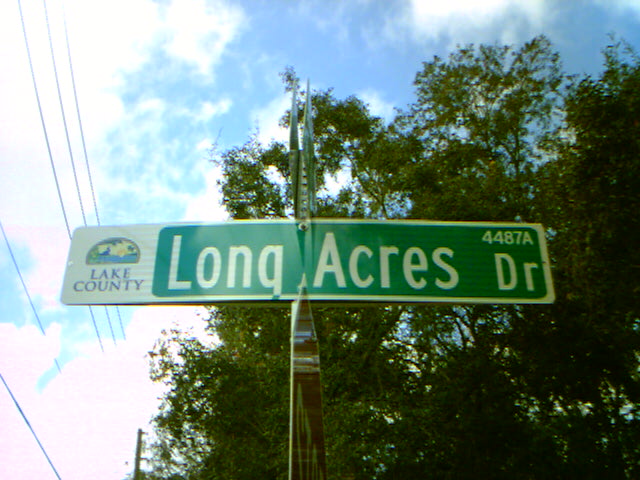 LAKE
COUNTY
Long Acres Dr
4487A